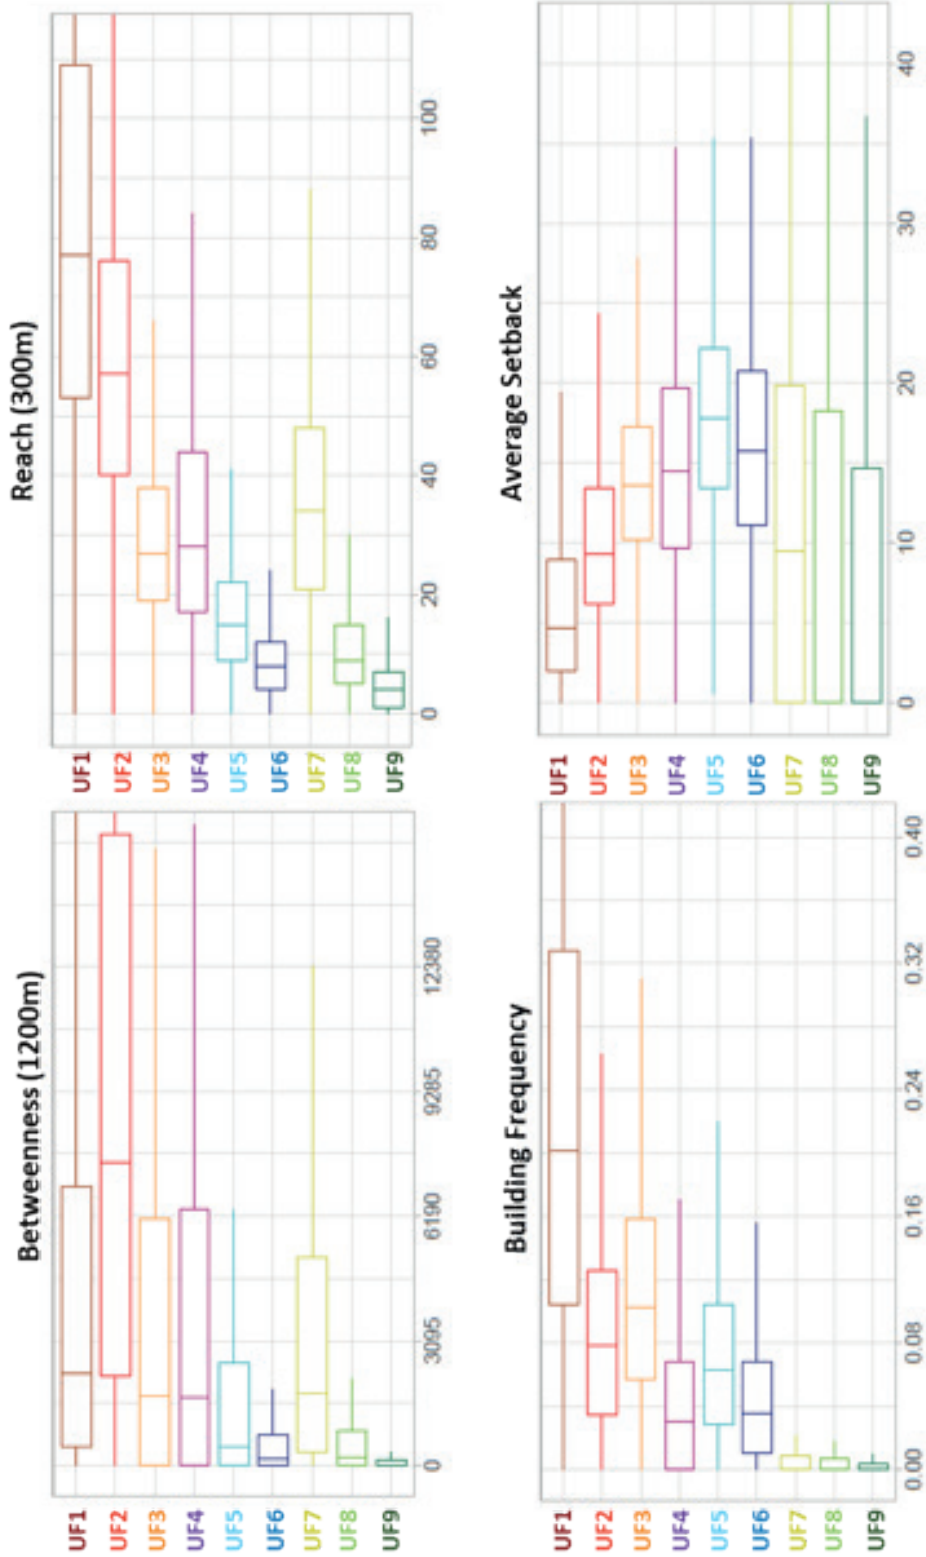 Betweenness (1200m)
UF1
UF2
UF3
UF4
UF5
UF6
UF7
UF8
UF9
0
3095
6190
9285
12380
Reach (300m)
UF1
UF2
UF3
UF4
UF5
UF6
UF7
UF8
UF9
0
20
40
60
80
100
Building Frequency
UF1
UF2
UF3
UF4
UF5
UF6
UF7
UF8
UF9
0.00
0.08
0.16
0.24
0.32
0.40
Average Setback
UF1
UF2
UF3
UF4
UF5
UF6
UF7
UF8
UF9
0
10
20
30
40